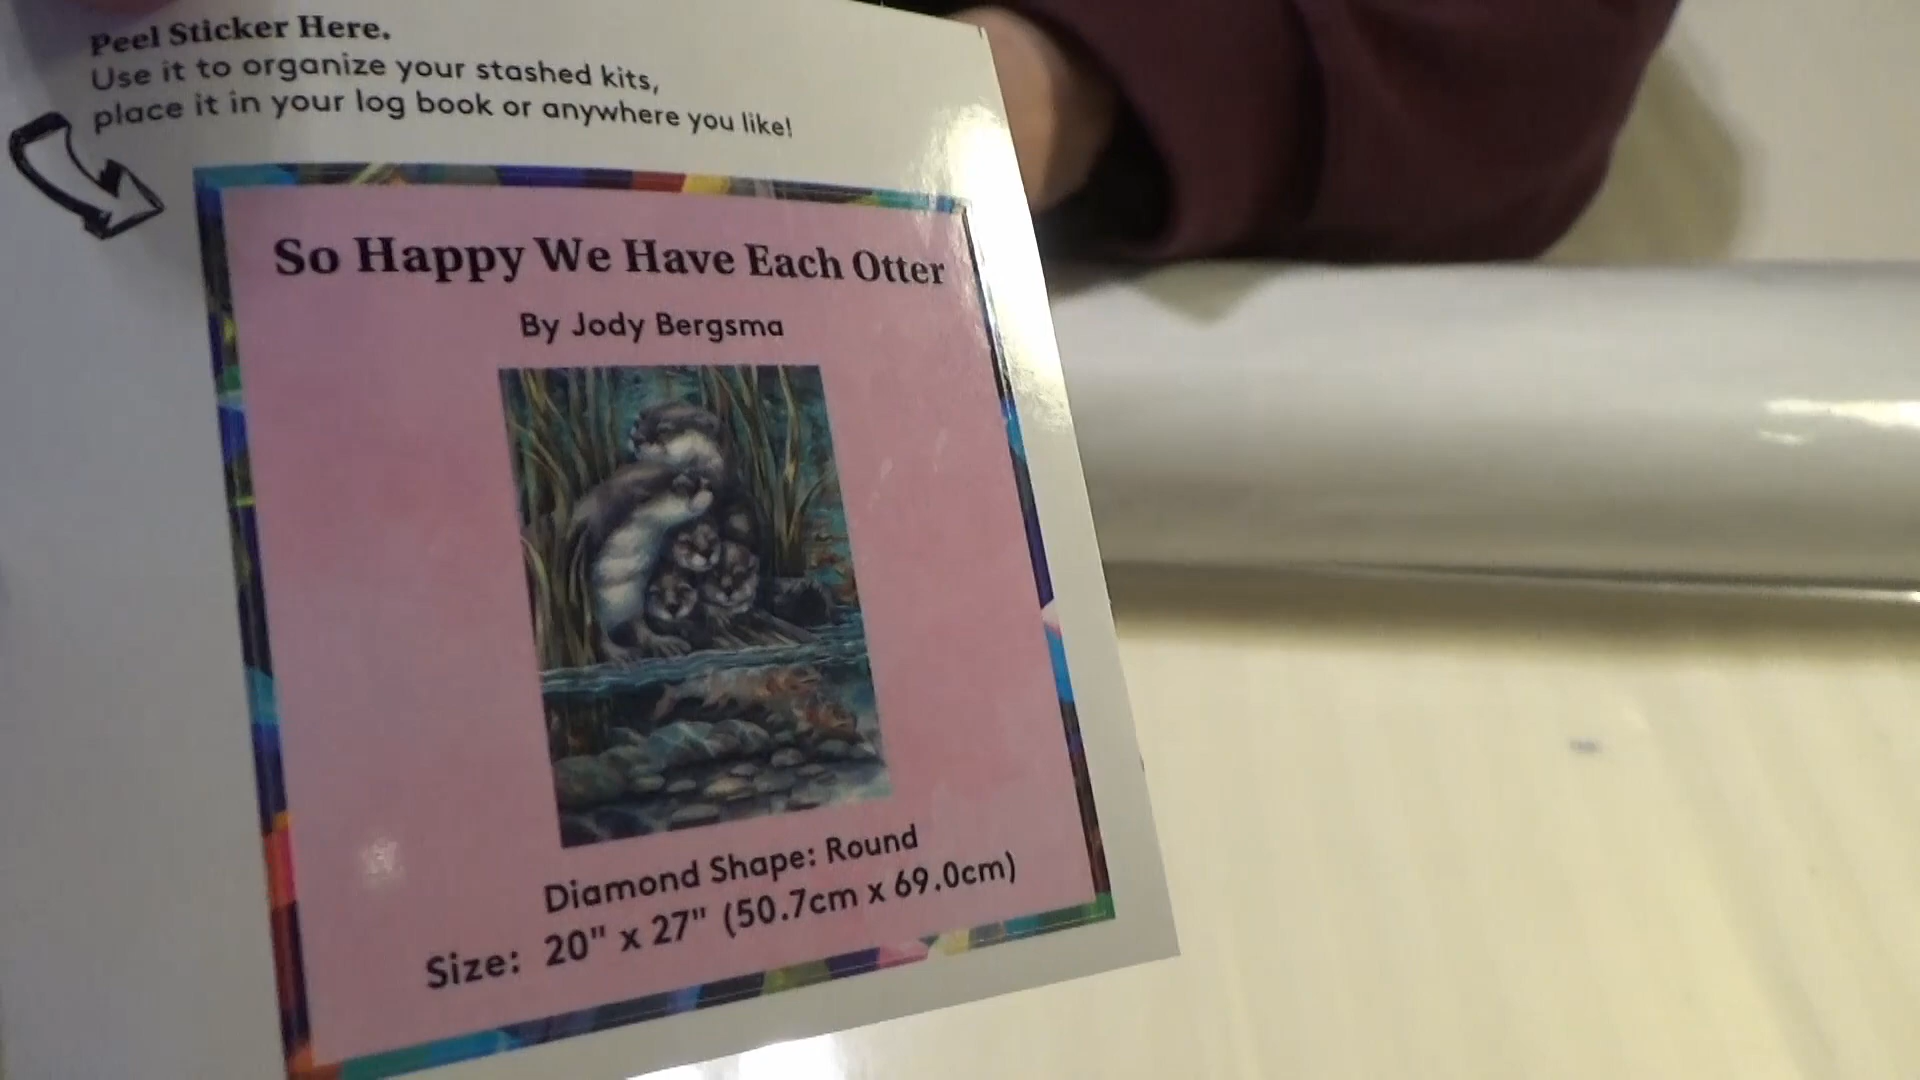 Peel Sticker Here.
Use it to organize your stashed kits,
place it in your log book or anywhere you like!
So Happy We Have Each Otter
By Jody Bergsma
Diamond Shape: Round
Size: 20" x 27" (50.7cm x 69.0cm)